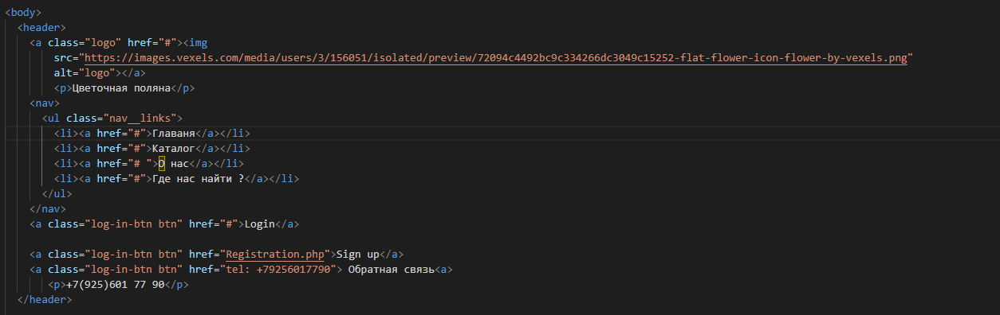 <body>
<header>
<a class="logo" href="#"><img
src="https://images.vexels.com/media/users/3/156051/isolated/preview/72094c4492bc9c334266dc3049c15252-flat-flower-icon-flower-by-vexels.png"
alt="logo"></a>
<p>Цветочная поляна</p>
<nav>
<ul class="nav__links">
<li><a href="#">Главаня</a></li>
<li><a href="#">Каталог</a></li>
<li><a href="# ">О нас</a></li>
<li><a href="#">Где нас найти ?</a></li>
</ul>
</nav>
<a class="log-in-btn btn" href="#">Login</a>
<a class="log-in-btn btn" href="Registration.php">Sign up</a>
<a class="log-in-btn btn" href="tel: +79256017790"> Обратная связь<a>
<p>+7(925)601 77 90</p>
</header>